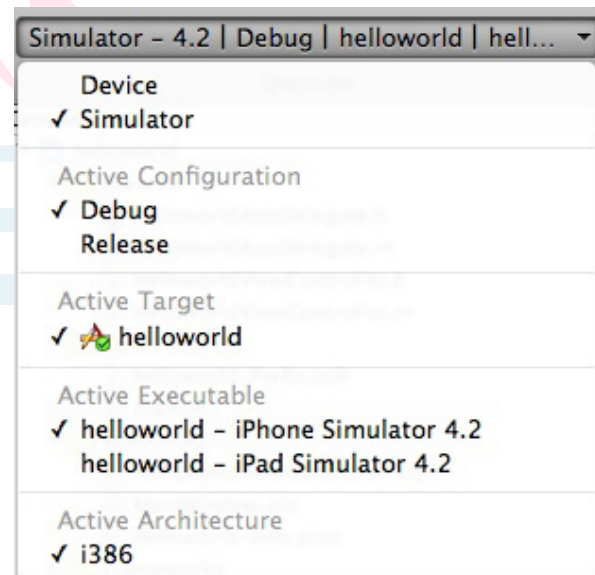 Simulator – 4.2 | Debug | helloworld | hell...
Device
✓ Simulator
Active Configuration
✓ Debug
Release
Active Target
✓ helloworld
Active Executable
✓ helloworld – iPhone Simulator 4.2
helloworld – iPad Simulator 4.2
Active Architecture
✓ i386